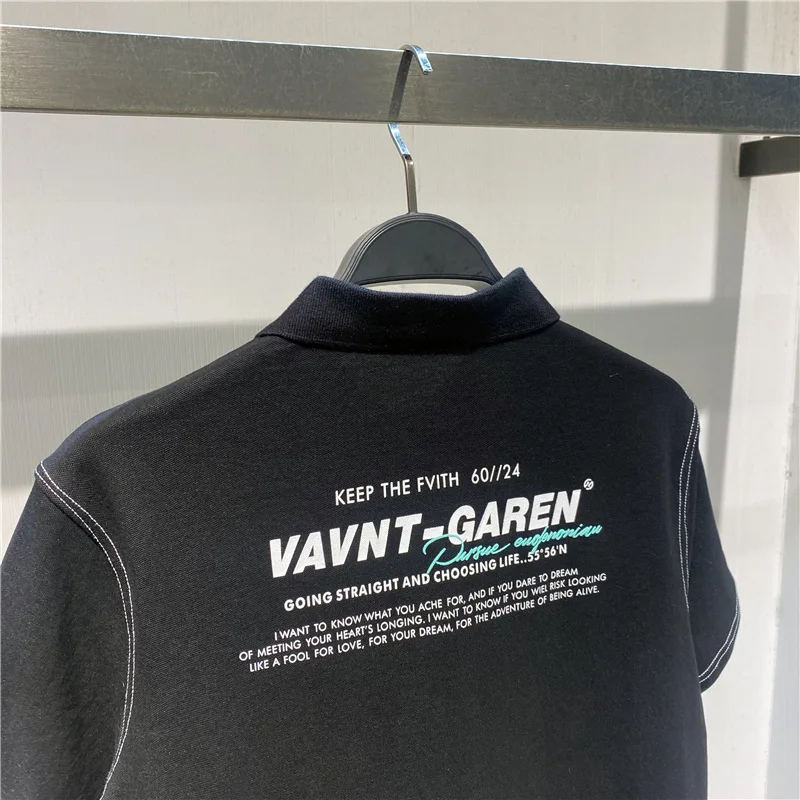 KEEP THE FVITH 60//24
VAVNT-GAREN
Pursue
GOING STRAIGHT AND CHOOSING LIFE..55°56'N
I WANT TO KNOW WHAT YOU ACHE FOR, AND IF YOU DARE TO DREAM
OF MEETING YOUR HEART'S LONGING. I WANT TO KNOW IF YOU WIEL RISK LOOKING
LIKE A FOOL FOR LOVE, FOR YOUR DREAM, FOR THE ADVENTURE OF BEING ALIVE.